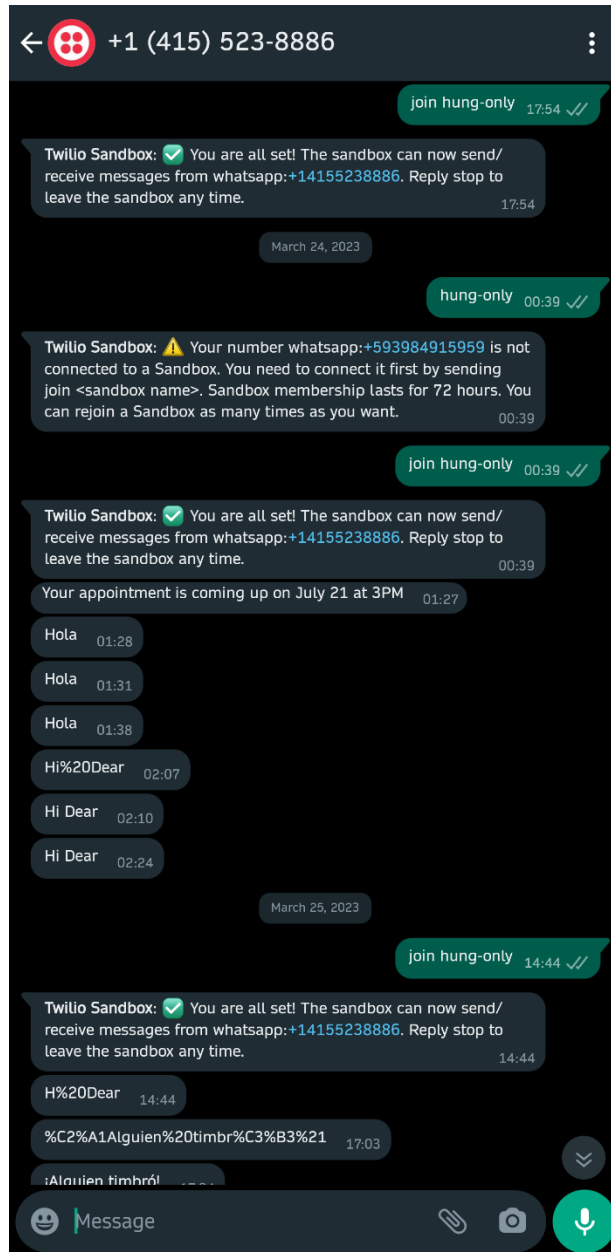 +1 (415) 523-8886
join hung-only 17:54
Twilio Sandbox: ✅ You are all set! The sandbox can now send/
receive messages from whatsapp:+14155238886. Reply stop to
leave the sandbox any time.
17:54
March 24, 2023
hung-only 00:39
Twilio Sandbox: ⚠️ Your number whatsapp:+593984915959 is not
connected to a Sandbox. You need to connect it first by sending
join <sandbox name>. Sandbox membership lasts for 72 hours. You
can rejoin a Sandbox as many times as you want.
00:39
join hung-only 00:39
Twilio Sandbox: ✅ You are all set! The sandbox can now send/
receive messages from whatsapp:+14155238886. Reply stop to
leave the sandbox any time.
00:39
Your appointment is coming up on July 21 at 3PM 01:27
Hola 01:28
Hola 01:31
Hola 01:38
Hi%20Dear 02:07
Hi Dear 02:10
Hi Dear 02:24
March 25, 2023
join hung-only 14:44
Twilio Sandbox: ✅ You are all set! The sandbox can now send/
receive messages from whatsapp:+14155238886. Reply stop to
leave the sandbox any time.
14:44
H%20Dear 14:44
%C2%A1Alguien%20timbr%C3%B3%21 17:03
¡Alguien timbró!
Message